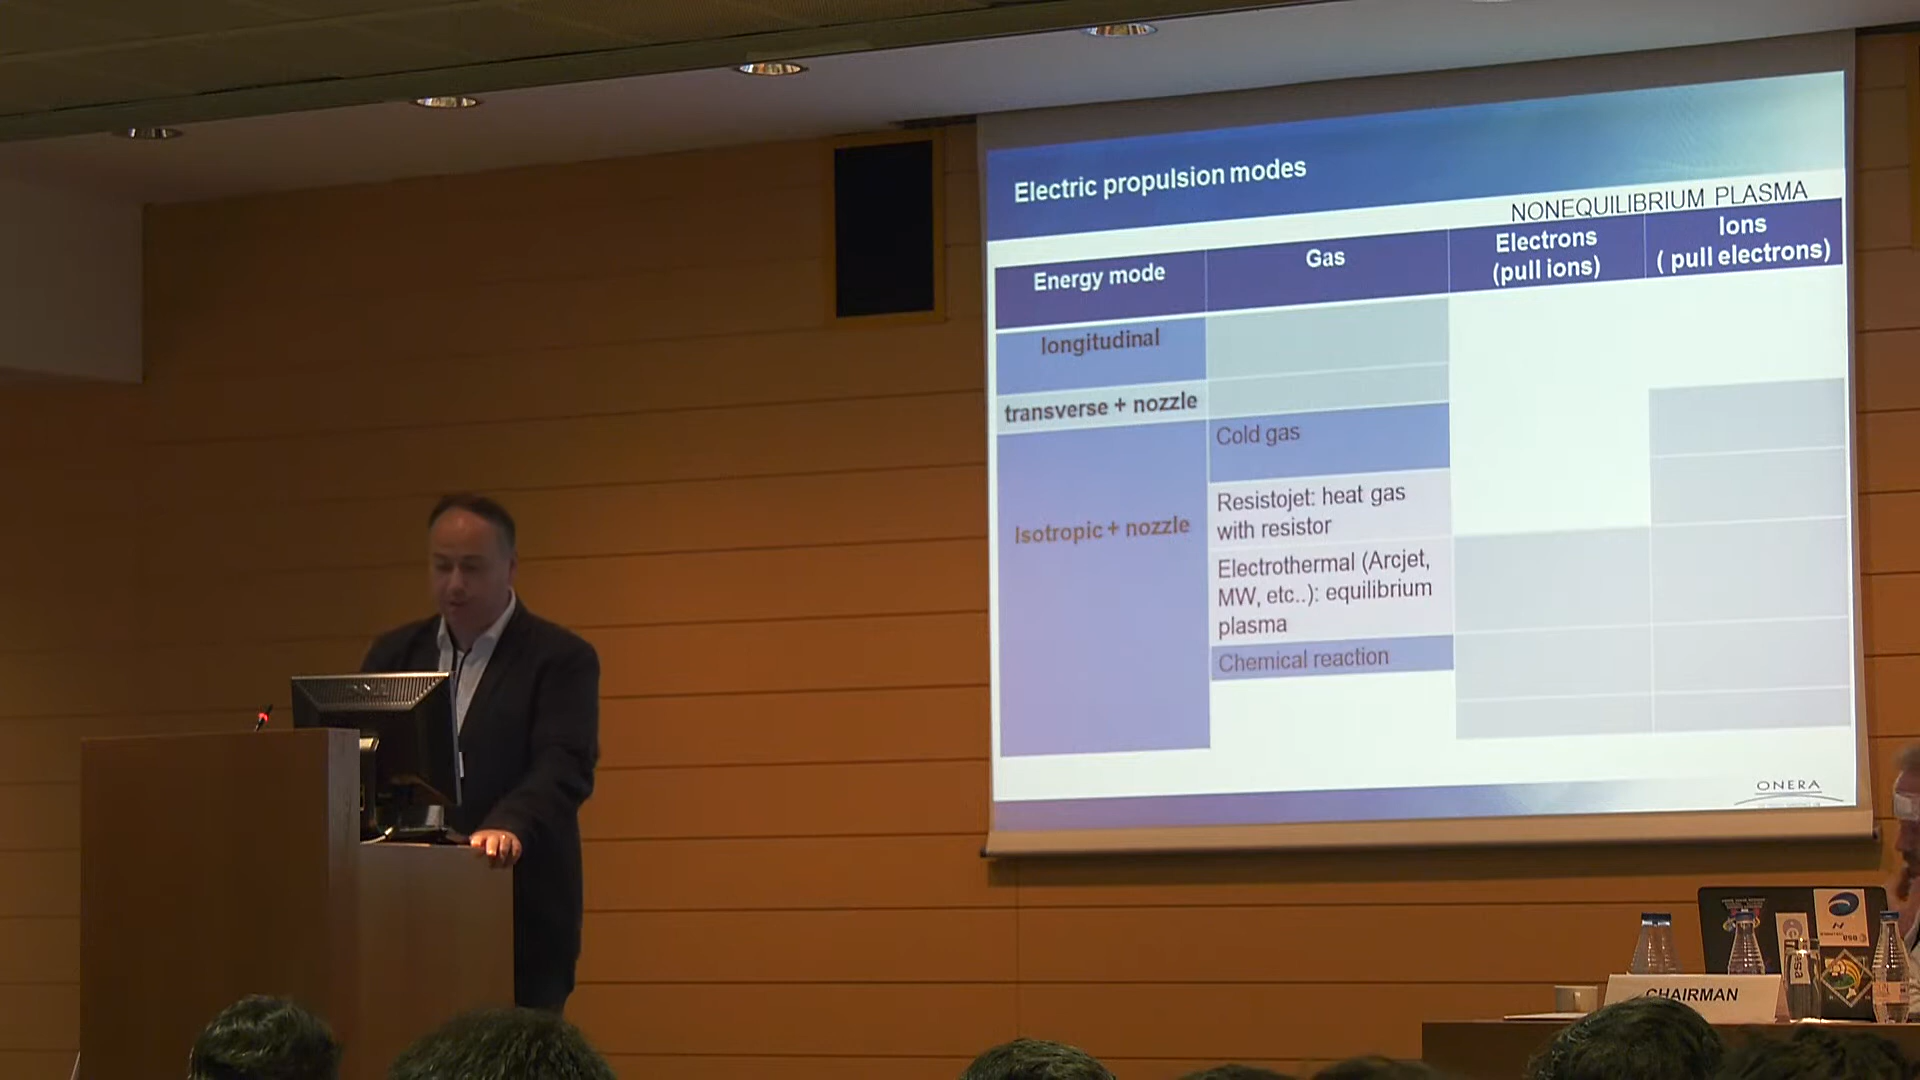 Electric propulsion modes
NONEQUILIBRIUM PLASMA
Energy mode
Gas
Electrons
(pull ions)
Ions
( pull electrons)
longitudinal
transverse + nozzle
Isotropic + nozzle
Cold gas
Resistojet: heat gas
with resistor
Electrothermal (Arcjet,
MW, etc..): equilibrium
plasma
Chemical reaction
ONERA
CHAIRMAN
esa